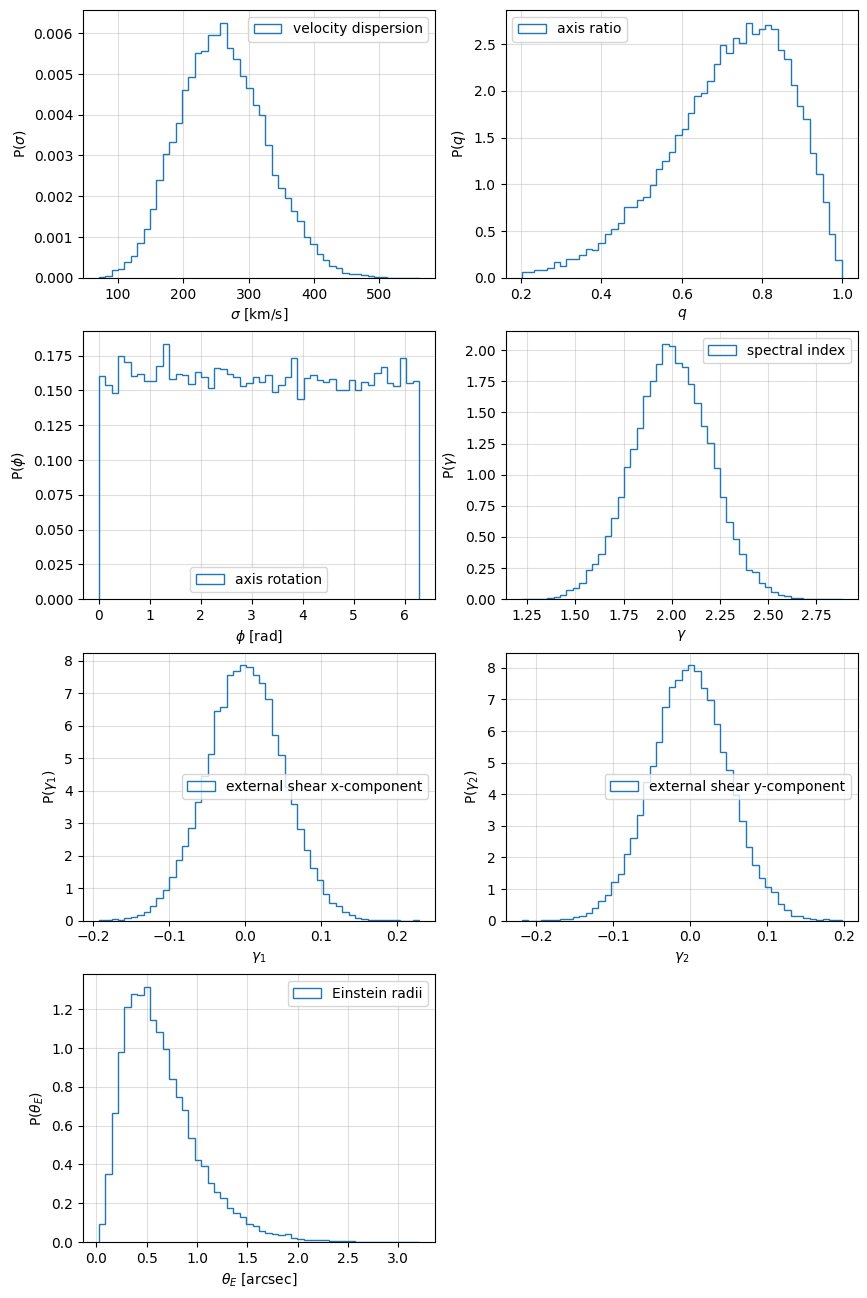 velocity dispersion
P(σ)
0.006
0.005
0.004
0.003
0.002
0.001
0.000
100 200 300 400 500
σ [km/s]
axis ratio
P(q)
2.5
2.0
1.5
1.0
0.5
0.0
0.2 0.4 0.6 0.8 1.0
q
P(ϕ)
0.175
0.150
0.125
0.100
0.075
0.050
0.025
0.000
axis rotation
0 1 2 3 4 5 6
ϕ [rad]
spectral index
P(γ)
2.00
1.75
1.50
1.25
1.00
0.75
0.50
0.25
0.00
1.25 1.50 1.75 2.00 2.25 2.50 2.75
γ
P(γ₁)
8
7
6
5
4
3
2
1
0
external shear x-component
−0.2 −0.1 0.0 0.1 0.2
γ₁
P(γ₂)
8
7
6
5
4
3
2
1
0
external shear y-component
−0.2 −0.1 0.0 0.1 0.2
γ₂
Einstein radii
P(θ_E)
1.2
1.0
0.8
0.6
0.4
0.2
0.0
0.0 0.5 1.0 1.5 2.0 2.5 3.0
θ_E [arcsec]